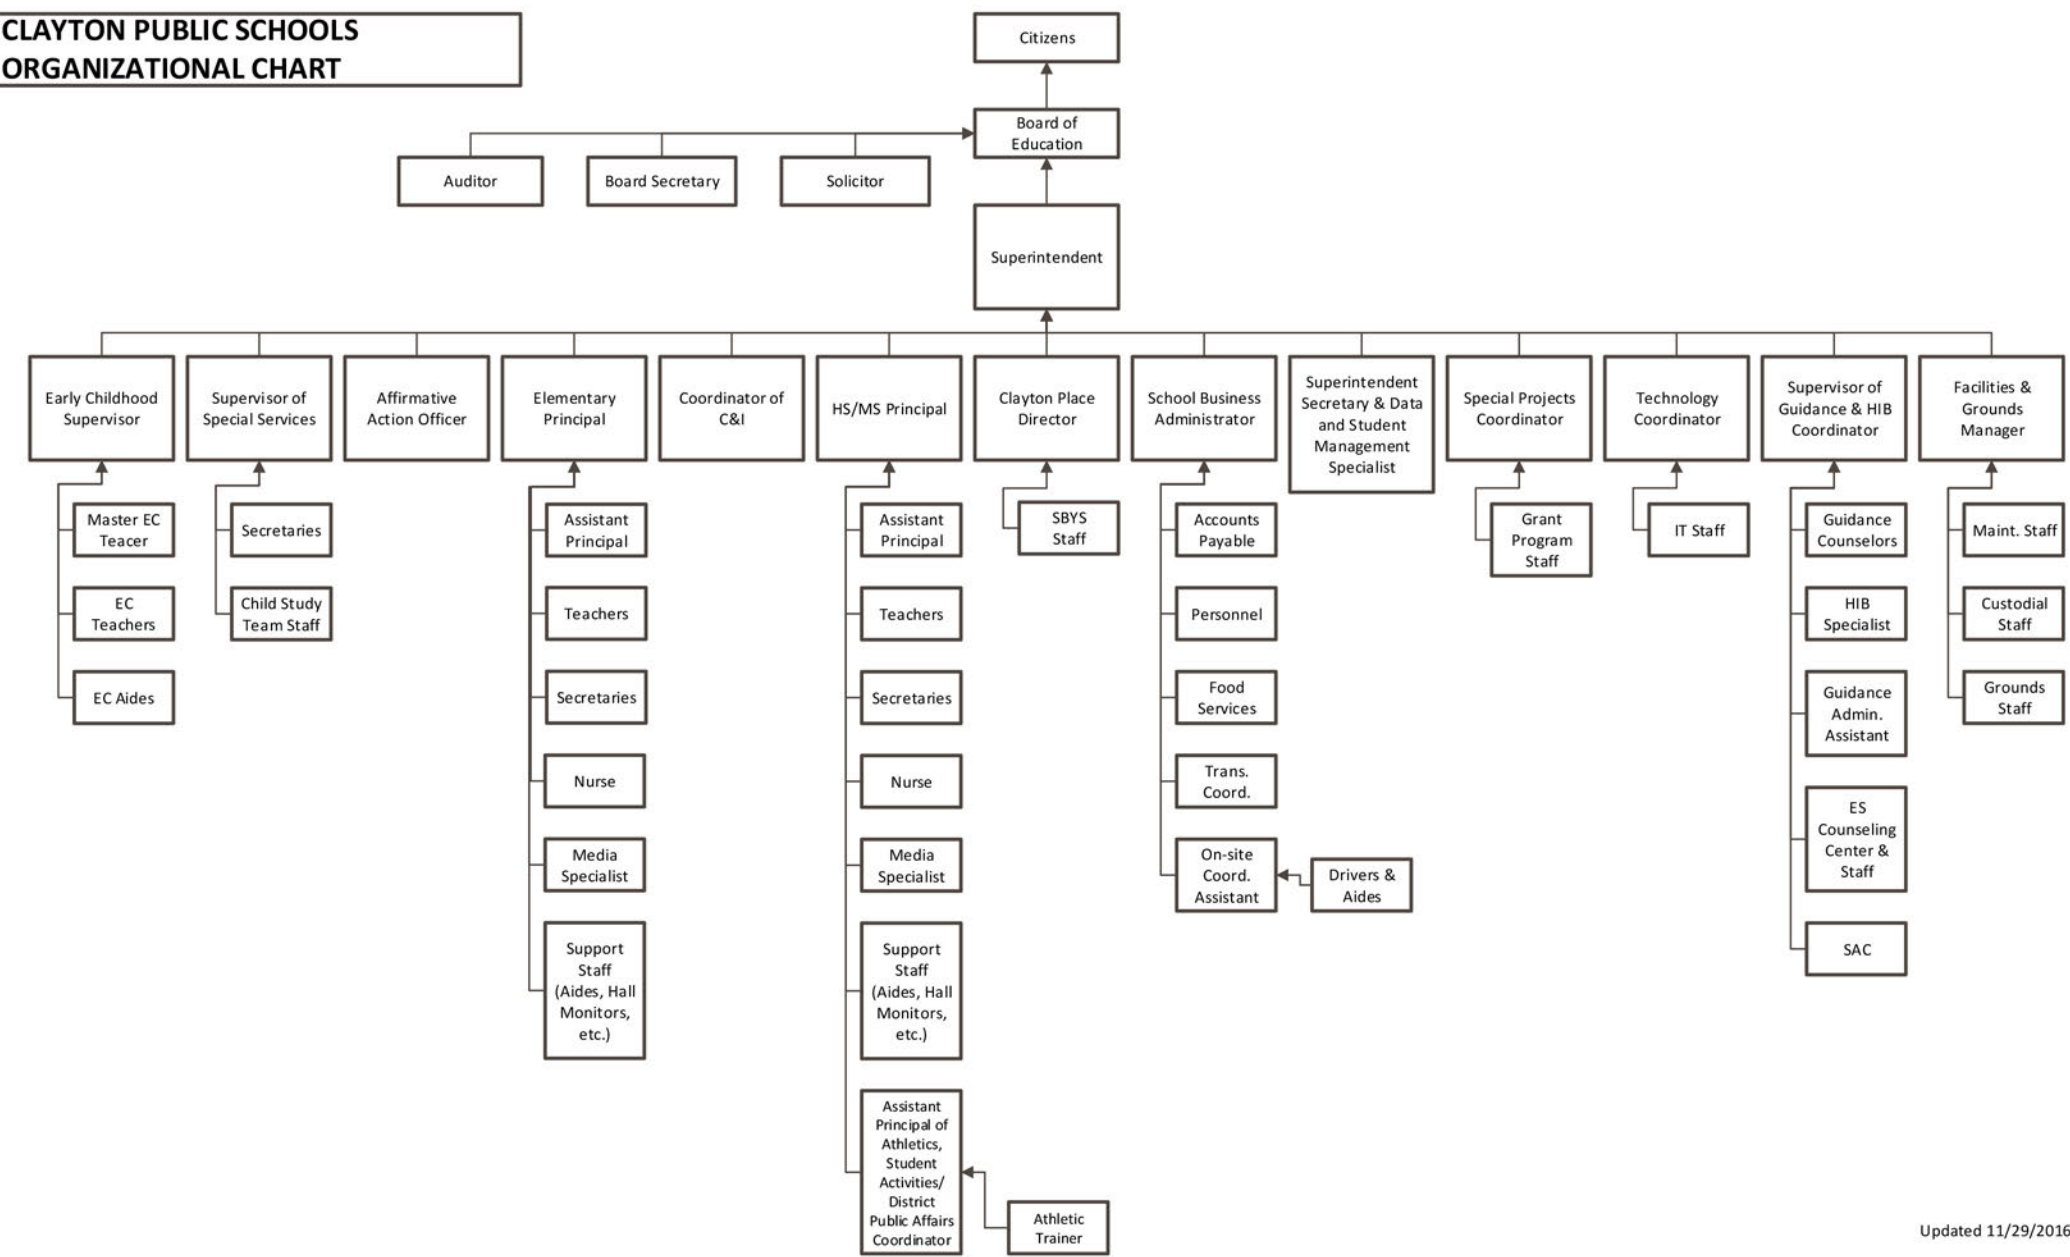 CLAYTON PUBLIC SCHOOLS
ORGANIZATIONAL CHART
Citizens
Board of
Education
Auditor
Board Secretary
Solicitor
Superintendent
Early Childhood
Supervisor
Supervisor of
Special Services
Affirmative
Action Officer
Elementary
Principal
Coordinator of
C&I
HS/MS Principal
Clayton Place
Director
School Business
Administrator
Superintendent
Secretary & Data
and Student
Management
Specialist
Special Projects
Coordinator
Technology
Coordinator
Supervisor of
Guidance & HIB
Coordinator
Facilities &
Grounds
Manager
Master EC
Teacer
EC
Teachers
EC Aides
Secretaries
Child Study
Team Staff
Assistant
Principal
Teachers
Secretaries
Nurse
Media
Specialist
Support
Staff
(Aides, Hall
Monitors,
etc.)
Assistant
Principal
Teachers
Secretaries
Nurse
Media
Specialist
Support
Staff
(Aides, Hall
Monitors,
etc.)
Assistant
Principal of
Athletics,
Student
Activities/
District
Public Affairs
Coordinator
Athletic
Trainer
SBYS
Staff
Accounts
Payable
Personnel
Food
Services
Trans.
Coord.
On-site
Coord.
Assistant
Drivers &
Aides
Grant
Program
Staff
IT Staff
Guidance
Counselors
HIB
Specialist
Guidance
Admin.
Assistant
ES
Counseling
Center &
Staff
SAC
Maint. Staff
Custodial
Staff
Grounds
Staff
Updated 11/29/2016